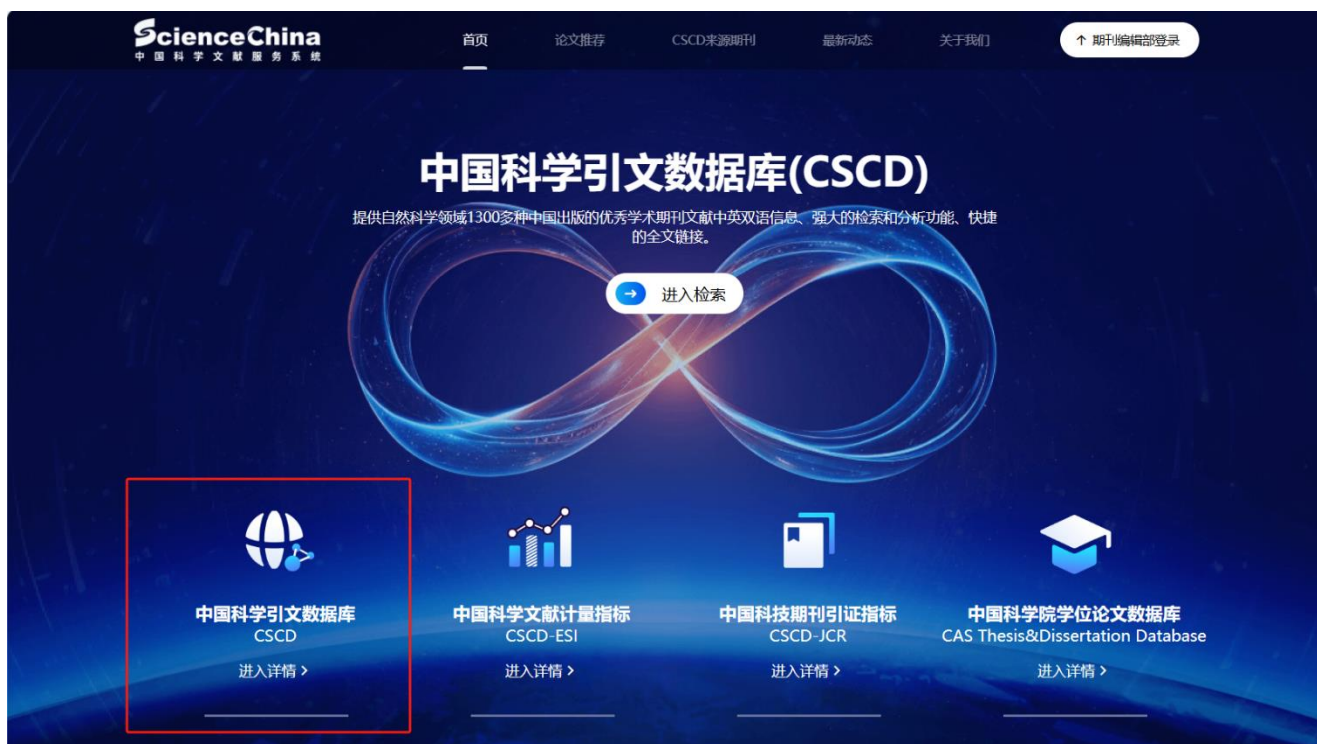 ScienceChina
中国科学文献服务系统
首页
论文推荐
CSCD来源期刊
最新动态
关于我们
期刊编辑部登录
中国科学引文数据库(CSCD)
提供自然科学领域1300多种中国出版的优秀学术期刊文献中英双语信息、强大的检索和分析功能、快捷
的全文链接。
进入检索
中国科学引文数据库
CSCD
进入详情 >
中国科学文献计量指标
CSCD-ESI
进入详情 >
中国科技期刊引证指标
CSCD-JCR
进入详情 >
中国科学院学位论文数据库
CAS Thesis&Dissertation Database
进入详情 >